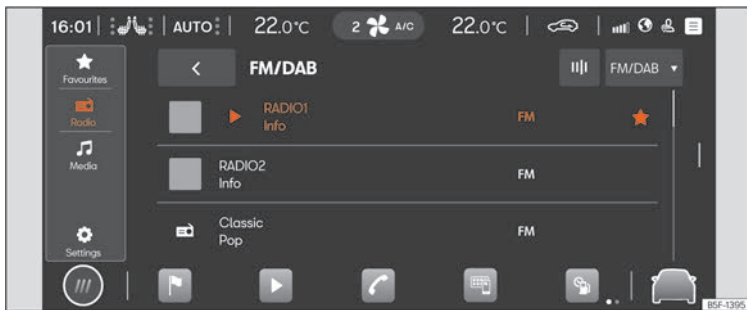 16:01 AUTO 22.0°C 2 A/C 22.0°C
Favourites
FM/DAB FM/DAB
Radio
RADIO1 FM
Info
Media
RADIO2 FM
Info
Classic FM
Pop
Settings
B5F-1395